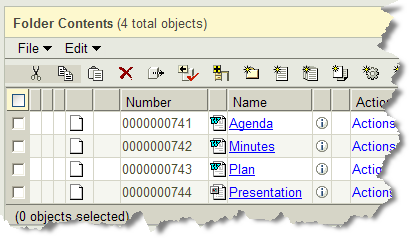 Folder Contents (4 total objects)
File Edit
Number Name Actions
0000000741 Agenda Actions
0000000742 Minutes Actions
0000000743 Plan Actio
0000000744 Presentation
(0 objects selected)